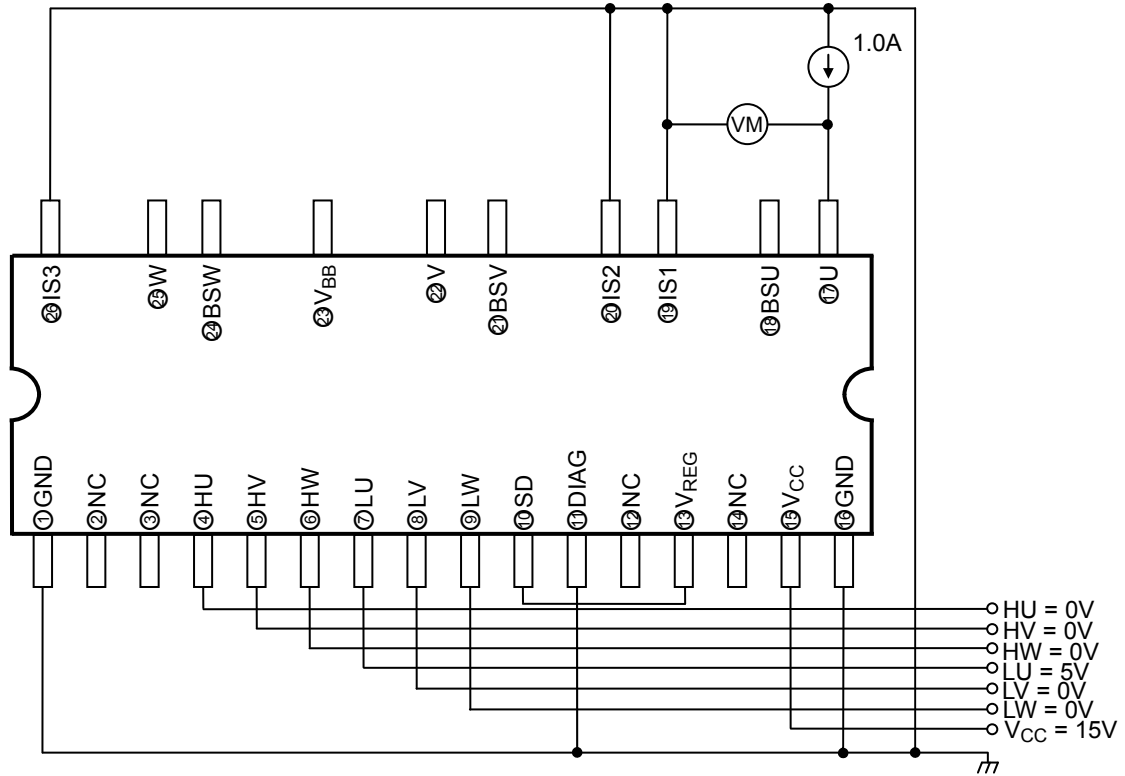 1.0A
VM
㉖IS3
㉕W
㉔BSW
㉓VBB
㉒V
㉑BSV
⑳IS2
⑲IS1
⑱BSU
⑰U
①GND
②NC
③NC
④HU
⑤HV
⑥HW
⑦LU
⑧LV
⑨LW
⑩SD
⑪DIAG
⑫NC
⑬VREG
⑭NC
⑮VCC
⑯GND
HU = 0V
HV = 0V
HW = 0V
LU = 5V
LV = 0V
LW = 0V
VCC = 15V